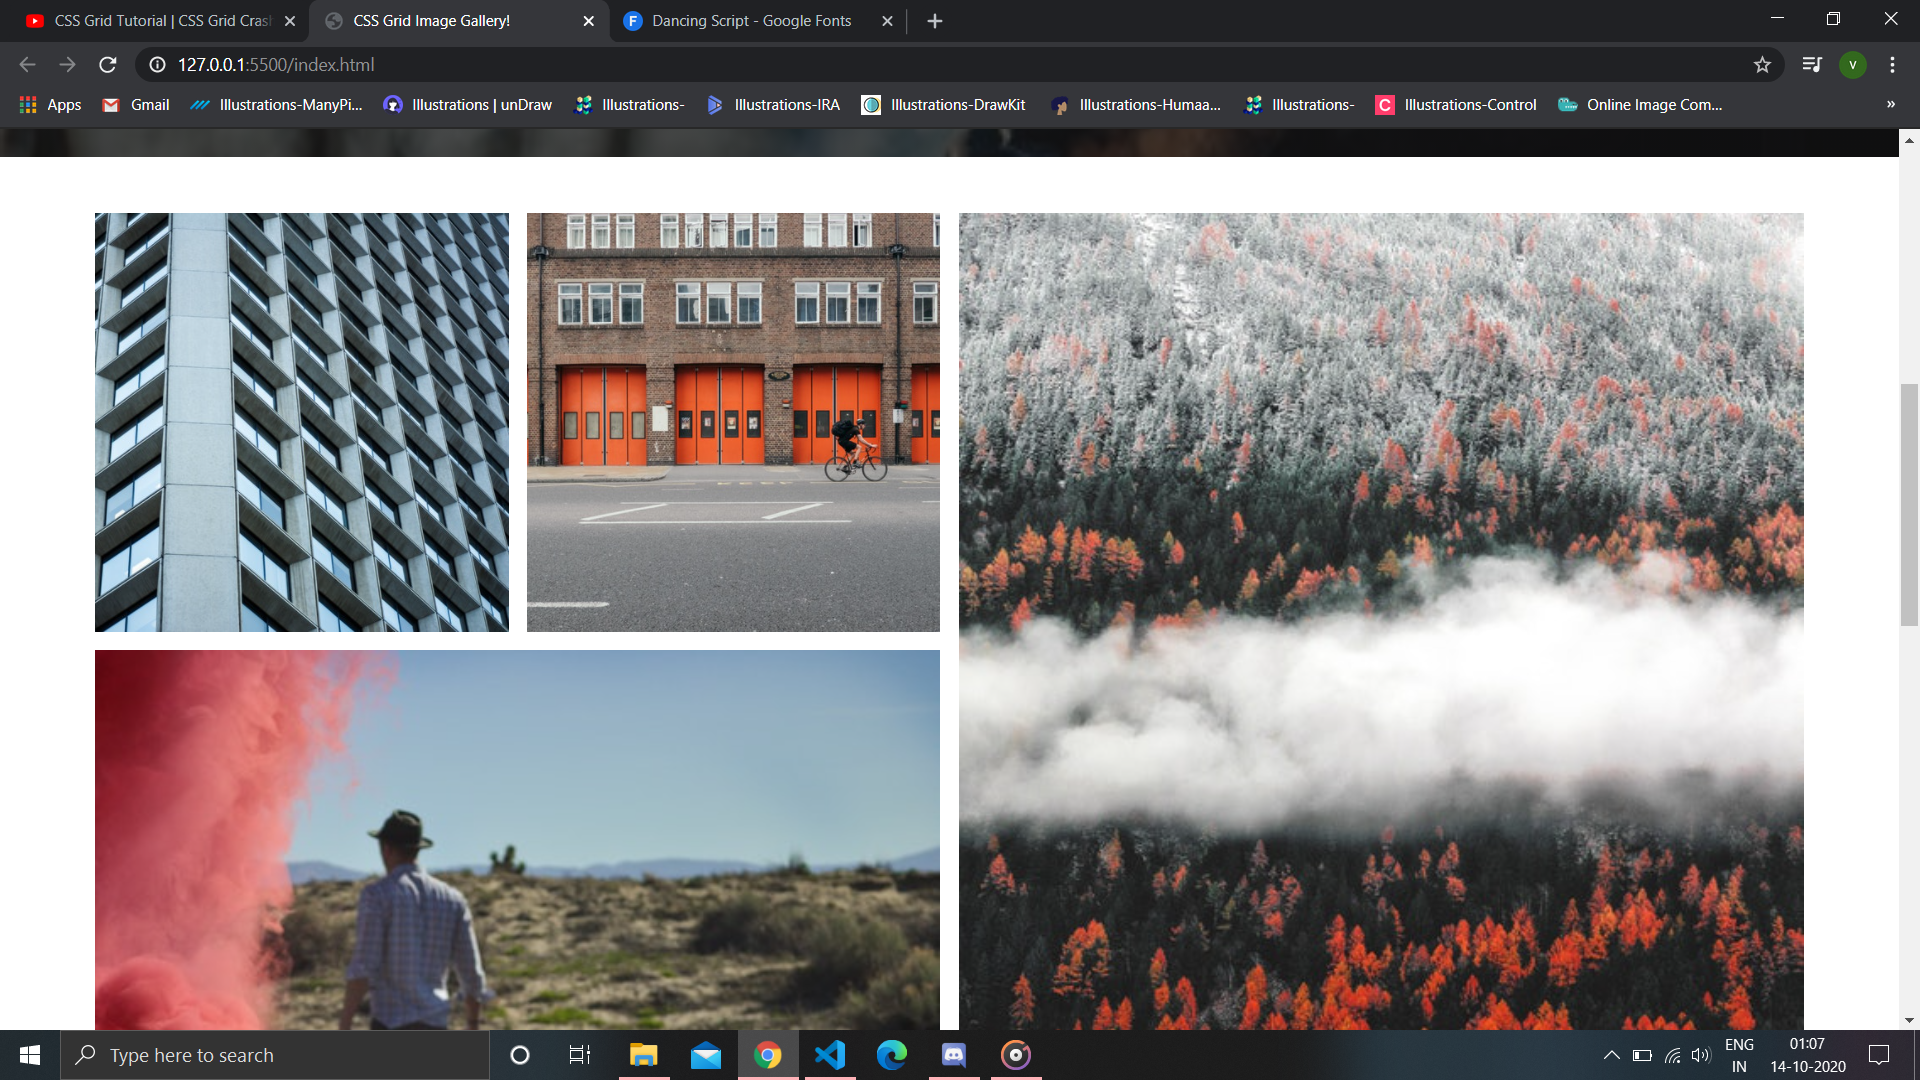 CSS Grid Tutorial | CSS Grid Cras
CSS Grid Image Gallery!
F Dancing Script - Google Fonts
127.0.0.1:5500/index.html
V
Apps
Gmail
Illustrations-ManyPi...
Illustrations | unDraw
Illustrations-
Illustrations-IRA
Illustrations-DrawKit
Illustrations-Humaa...
Illustrations-
C Illustrations-Control
Online Image Com...
»
Type here to search
ENG
IN
01:07
14-10-2020